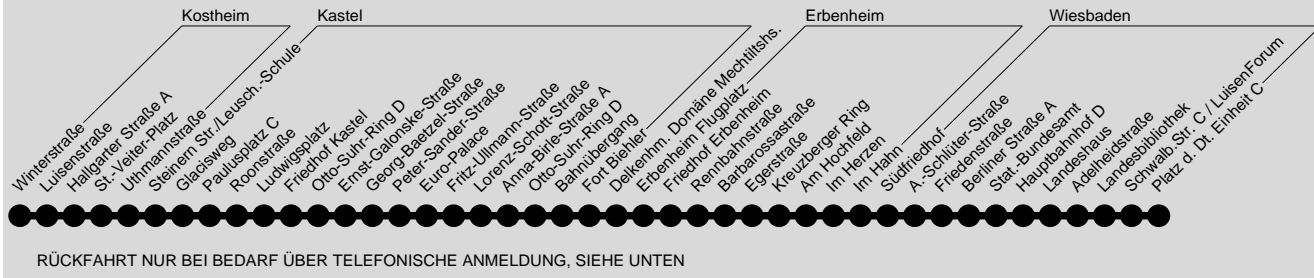 Kostheim
Kastel
Erbenheim
Wiesbaden
Winterstraße
Luisenstraße
Hallgarter Straße A
St.-Veiter-Platz
Uthmannstraße
Steinern Str./Leusch.-Schule
Glacisweg
Paulusplatz C
Roonstraße
Ludwigsplatz
Friedhof Kastel
Otto-Suhr-Ring D
Ernst-Galonske-Straße
Georg-Baetzel-Straße
Peter-Sander-Straße
Euro-Palace
Fritz-Ullmann-Straße
Lorenz-Schott-Straße
Anna-Birle-Straße A
Otto-Suhr-Ring D
Bahnübergang
Fort Biehler
Delkenhm. Domäne Mechtiltshs.
Erbenheim Flugplatz
Friedhof Erbenheim
Rennbahnstraße
Barbarossastraße
Egerstraße
Kreuzberger Ring
Am Hochfeld
Im Herzen
Im Hahn
Südfriedhof
A.-Schlüter-Straße
Friedenstraße
Berliner Straße A
Stat.-Bundesamt
Hauptbahnhof D
Landeshaus
Adelheidstraße
Landesbibliothek
Schwalb.Str. C / LuisenForum
Platz d. Dt. Einheit C
RÜCKFAHRT NUR BEI BEDARF ÜBER TELEFONISCHE ANMELDUNG, SIEHE UNTEN